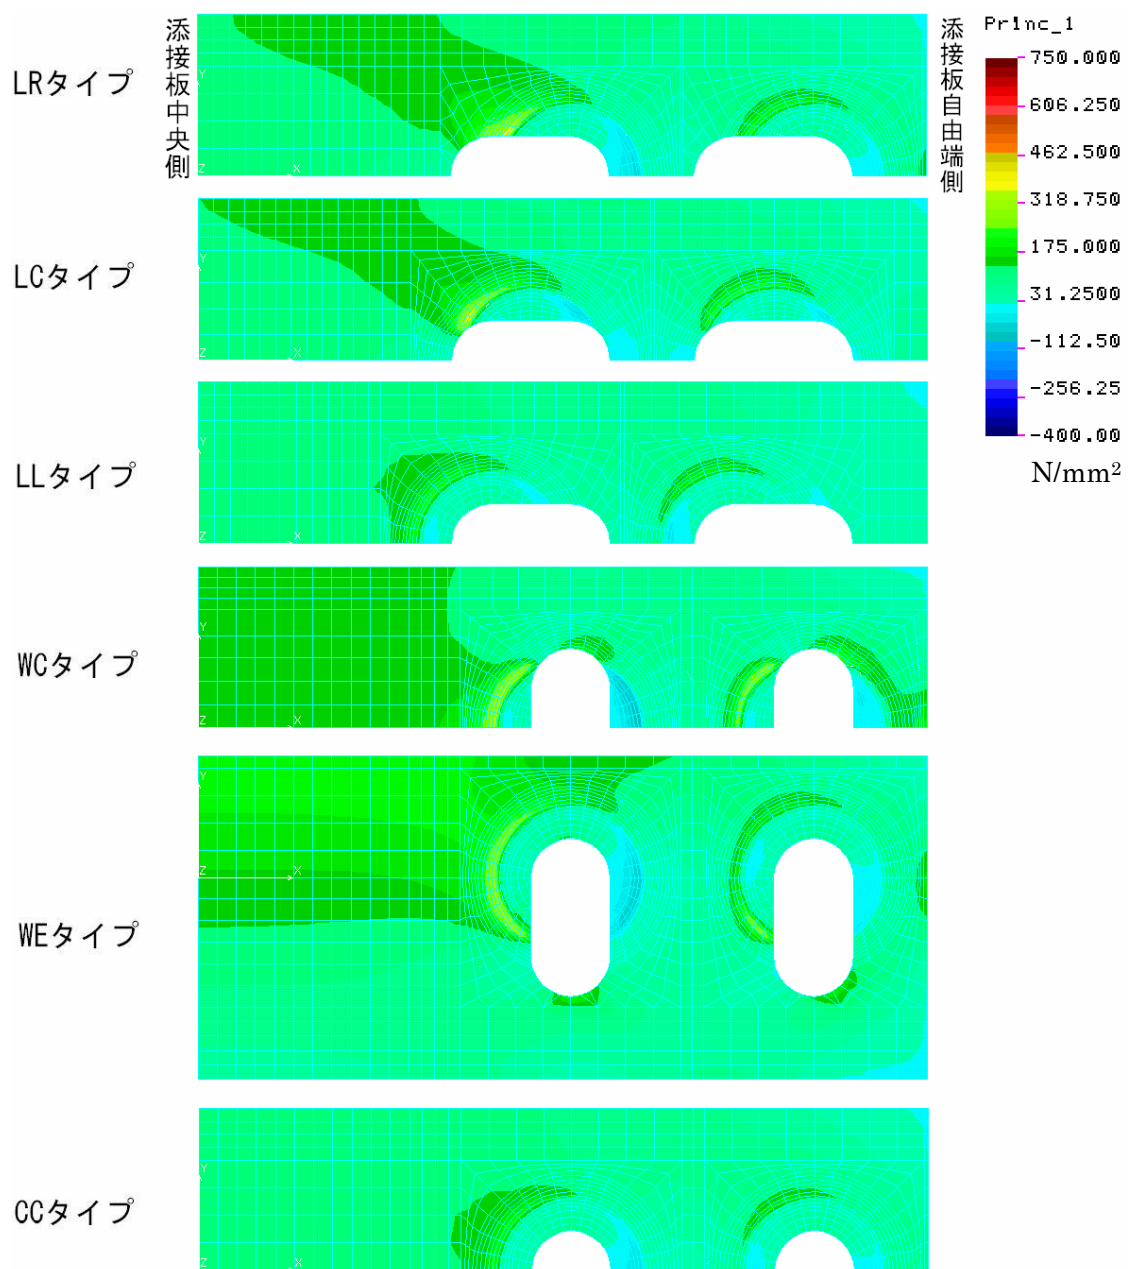 添接板中央側
添接板自由端側
Princ_1
750.000
606.250
462.500
318.750
175.000
31.2500
-112.50
-256.25
-400.00
N/mm²
LRタイプ
Y
Z
X
LCタイプ
Y
Z
X
LLタイプ
Y
Z
X
WCタイプ
Y
Z
X
WEタイプ
Y
Z
X
CCタイプ
Y
Z
X